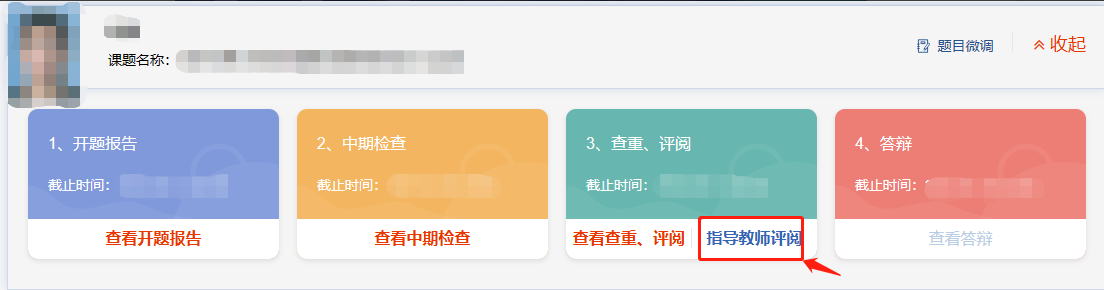 课题名称：
题目微调
收起
1、开题报告
截止时间：
查看开题报告
2、中期检查
截止时间：
查看中期检查
3、查重、评阅
截止时间：
查看查重、评阅 指导教师评阅
4、答辩
截止时间：
查看答辩